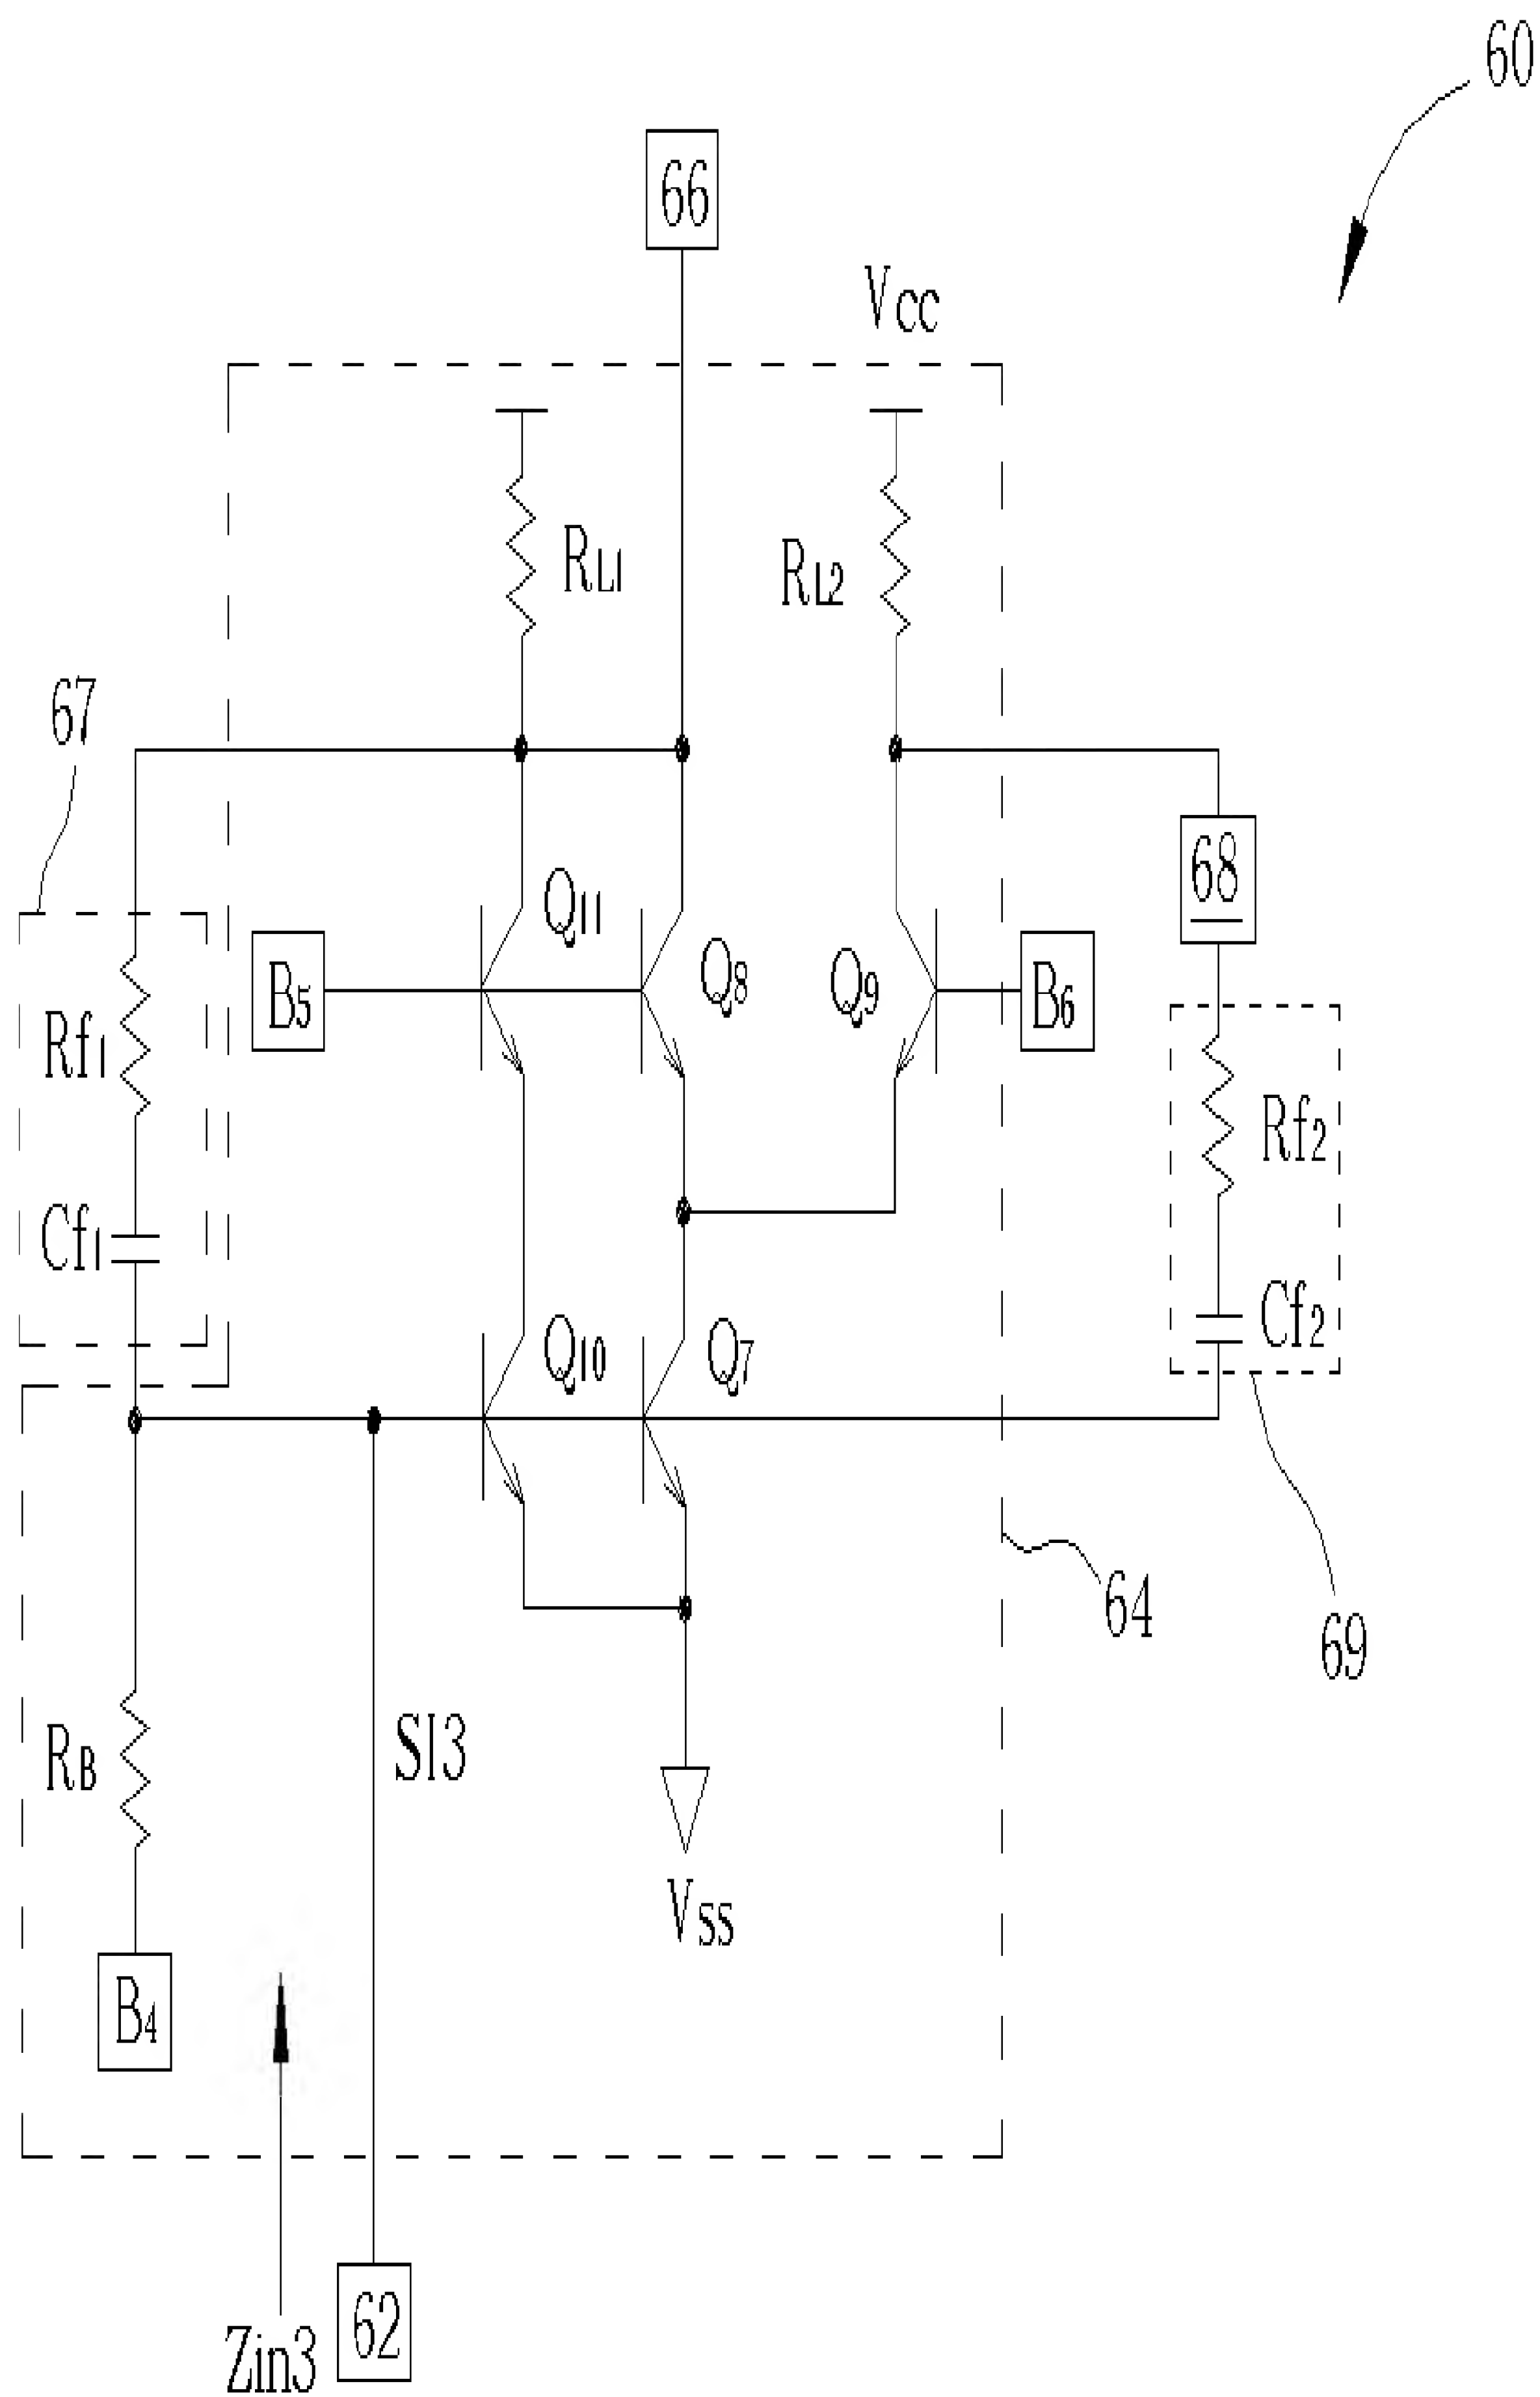 60
66
Vcc
RL1
RL2
67
68
Q11
Q8
Q9
B5
B6
Rf1
Rf2
Cf1
Cf2
Q10
Q7
64
69
RB
SI3
Vss
B4
Zin3
62